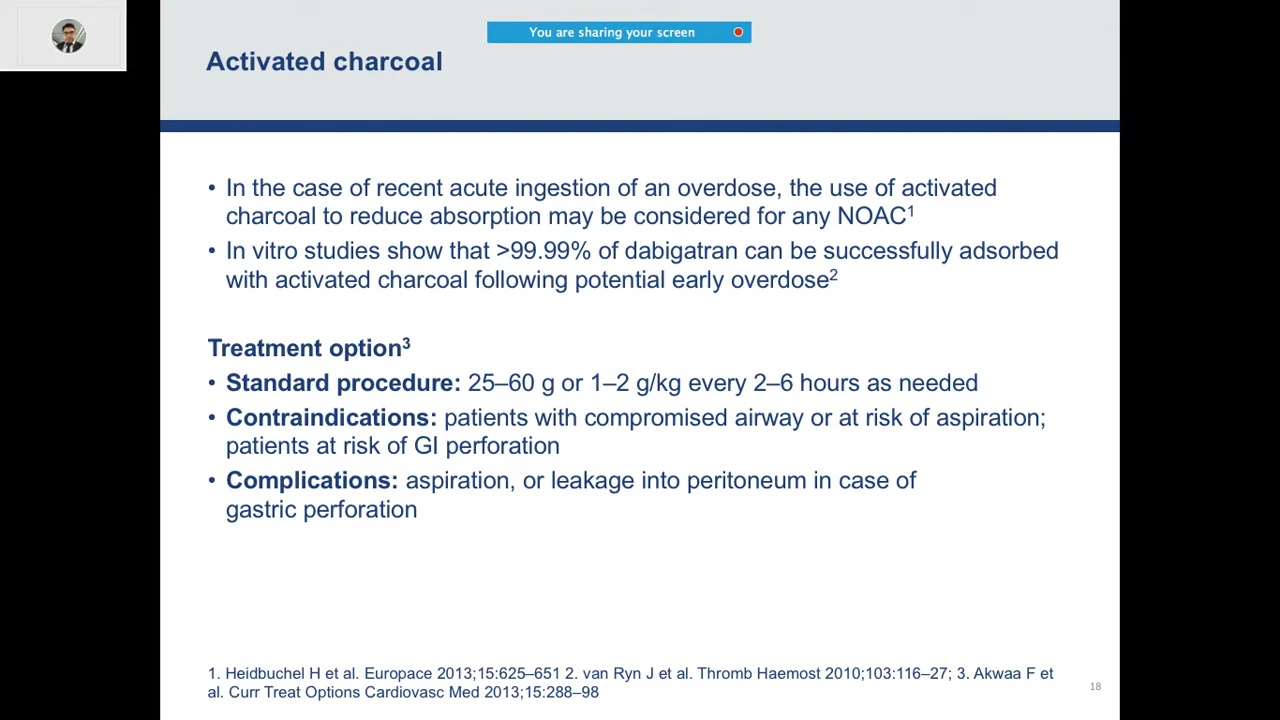 You are sharing your screen
Activated charcoal
• In the case of recent acute ingestion of an overdose, the use of activated
charcoal to reduce absorption may be considered for any NOAC1
• In vitro studies show that >99.99% of dabigatran can be successfully adsorbed
with activated charcoal following potential early overdose2
Treatment option3
• Standard procedure: 25–60 g or 1–2 g/kg every 2–6 hours as needed
• Contraindications: patients with compromised airway or at risk of aspiration;
patients at risk of GI perforation
• Complications: aspiration, or leakage into peritoneum in case of
gastric perforation
1. Heidbuchel H et al. Europace 2013;15:625–651 2. van Ryn J et al. Thromb Haemost 2010;103:116–27; 3. Akwaa F et
al. Curr Treat Options Cardiovasc Med 2013;15:288–98
18